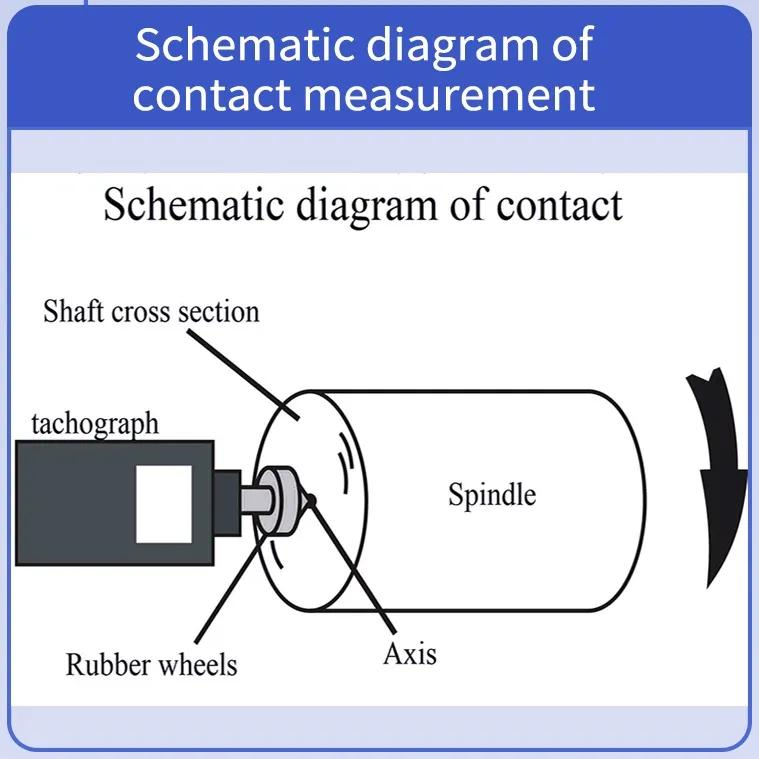 Schematic diagram of
contact measurement
Schematic diagram of contact
Shaft cross section
tachograph
Spindle
Axis
Rubber wheels